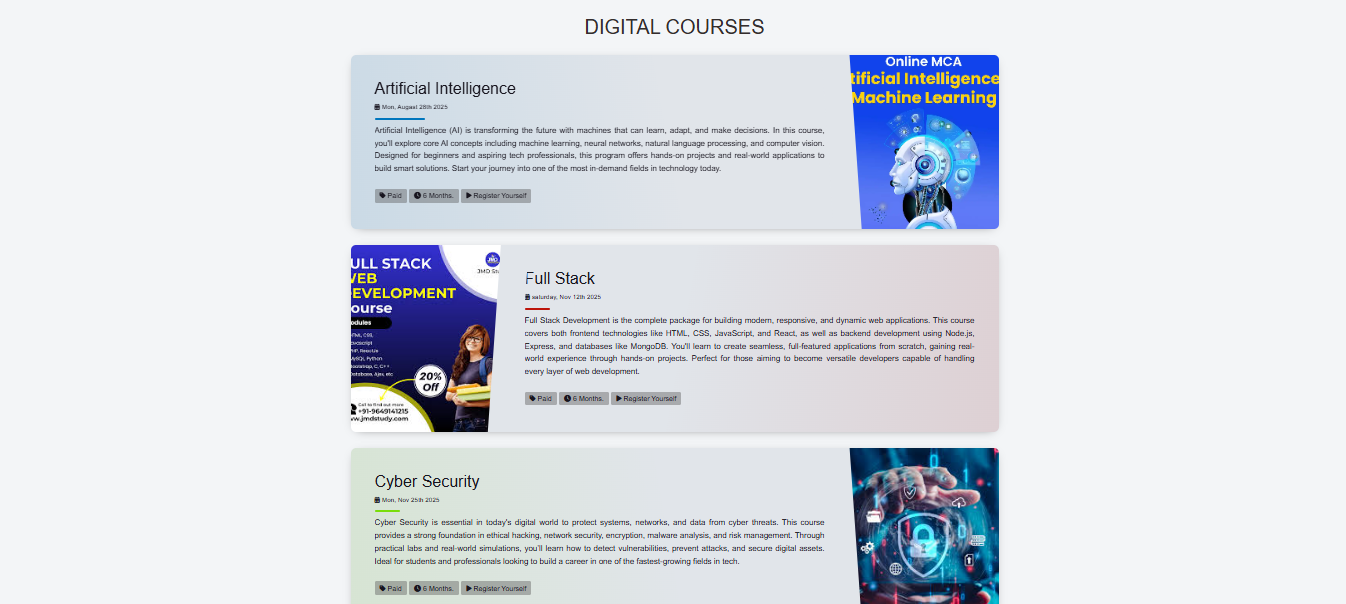 DIGITAL COURSES
Artificial Intelligence
Mon, Augast 28th 2025
Artificial Intelligence (AI) is transforming the future with machines that can learn, adapt, and make decisions. In this course,
you'll explore core AI concepts including machine learning, neural networks, natural language processing, and computer vision.
Designed for beginners and aspiring tech professionals, this program offers hands-on projects and real-world applications to
build smart solutions. Start your journey into one of the most in-demand fields in technology today.
Paid 6 Months. Register Yourself
Online MCA
tificial Intelligence
Machine Learning
ULL STACK
VEB
EVELOPMENT
ourse
odules
HTML, CSS,
Javascript
PHP, ReactJs
MySQL, Python
Bootstrap, C, C++
Database, Ajax, etc
20%
Off
Call to find out more
+91-9649141215
ww.jmdstudy.com
JMD
JMD Stu
Full Stack
saturday, Nov 12th 2025
Full Stack Development is the complete package for building modern, responsive, and dynamic web applications. This course
covers both frontend technologies like HTML, CSS, JavaScript, and React, as well as backend development using Node.js,
Express, and databases like MongoDB. You'll learn to create seamless, full-featured applications from scratch, gaining real-
world experience through hands-on projects. Perfect for those aiming to become versatile developers capable of handling
every layer of web development.
Paid 6 Months. Register Yourself
Cyber Security
Mon, Nov 25th 2025
Cyber Security is essential in today's digital world to protect systems, networks, and data from cyber threats. This course
provides a strong foundation in ethical hacking, network security, encryption, malware analysis, and risk management. Through
practical labs and real-world simulations, you'll learn how to detect vulnerabilities, prevent attacks, and secure digital assets.
Ideal for students and professionals looking to build a career in one of the fastest-growing fields in tech.
Paid 6 Months. Register Yourself